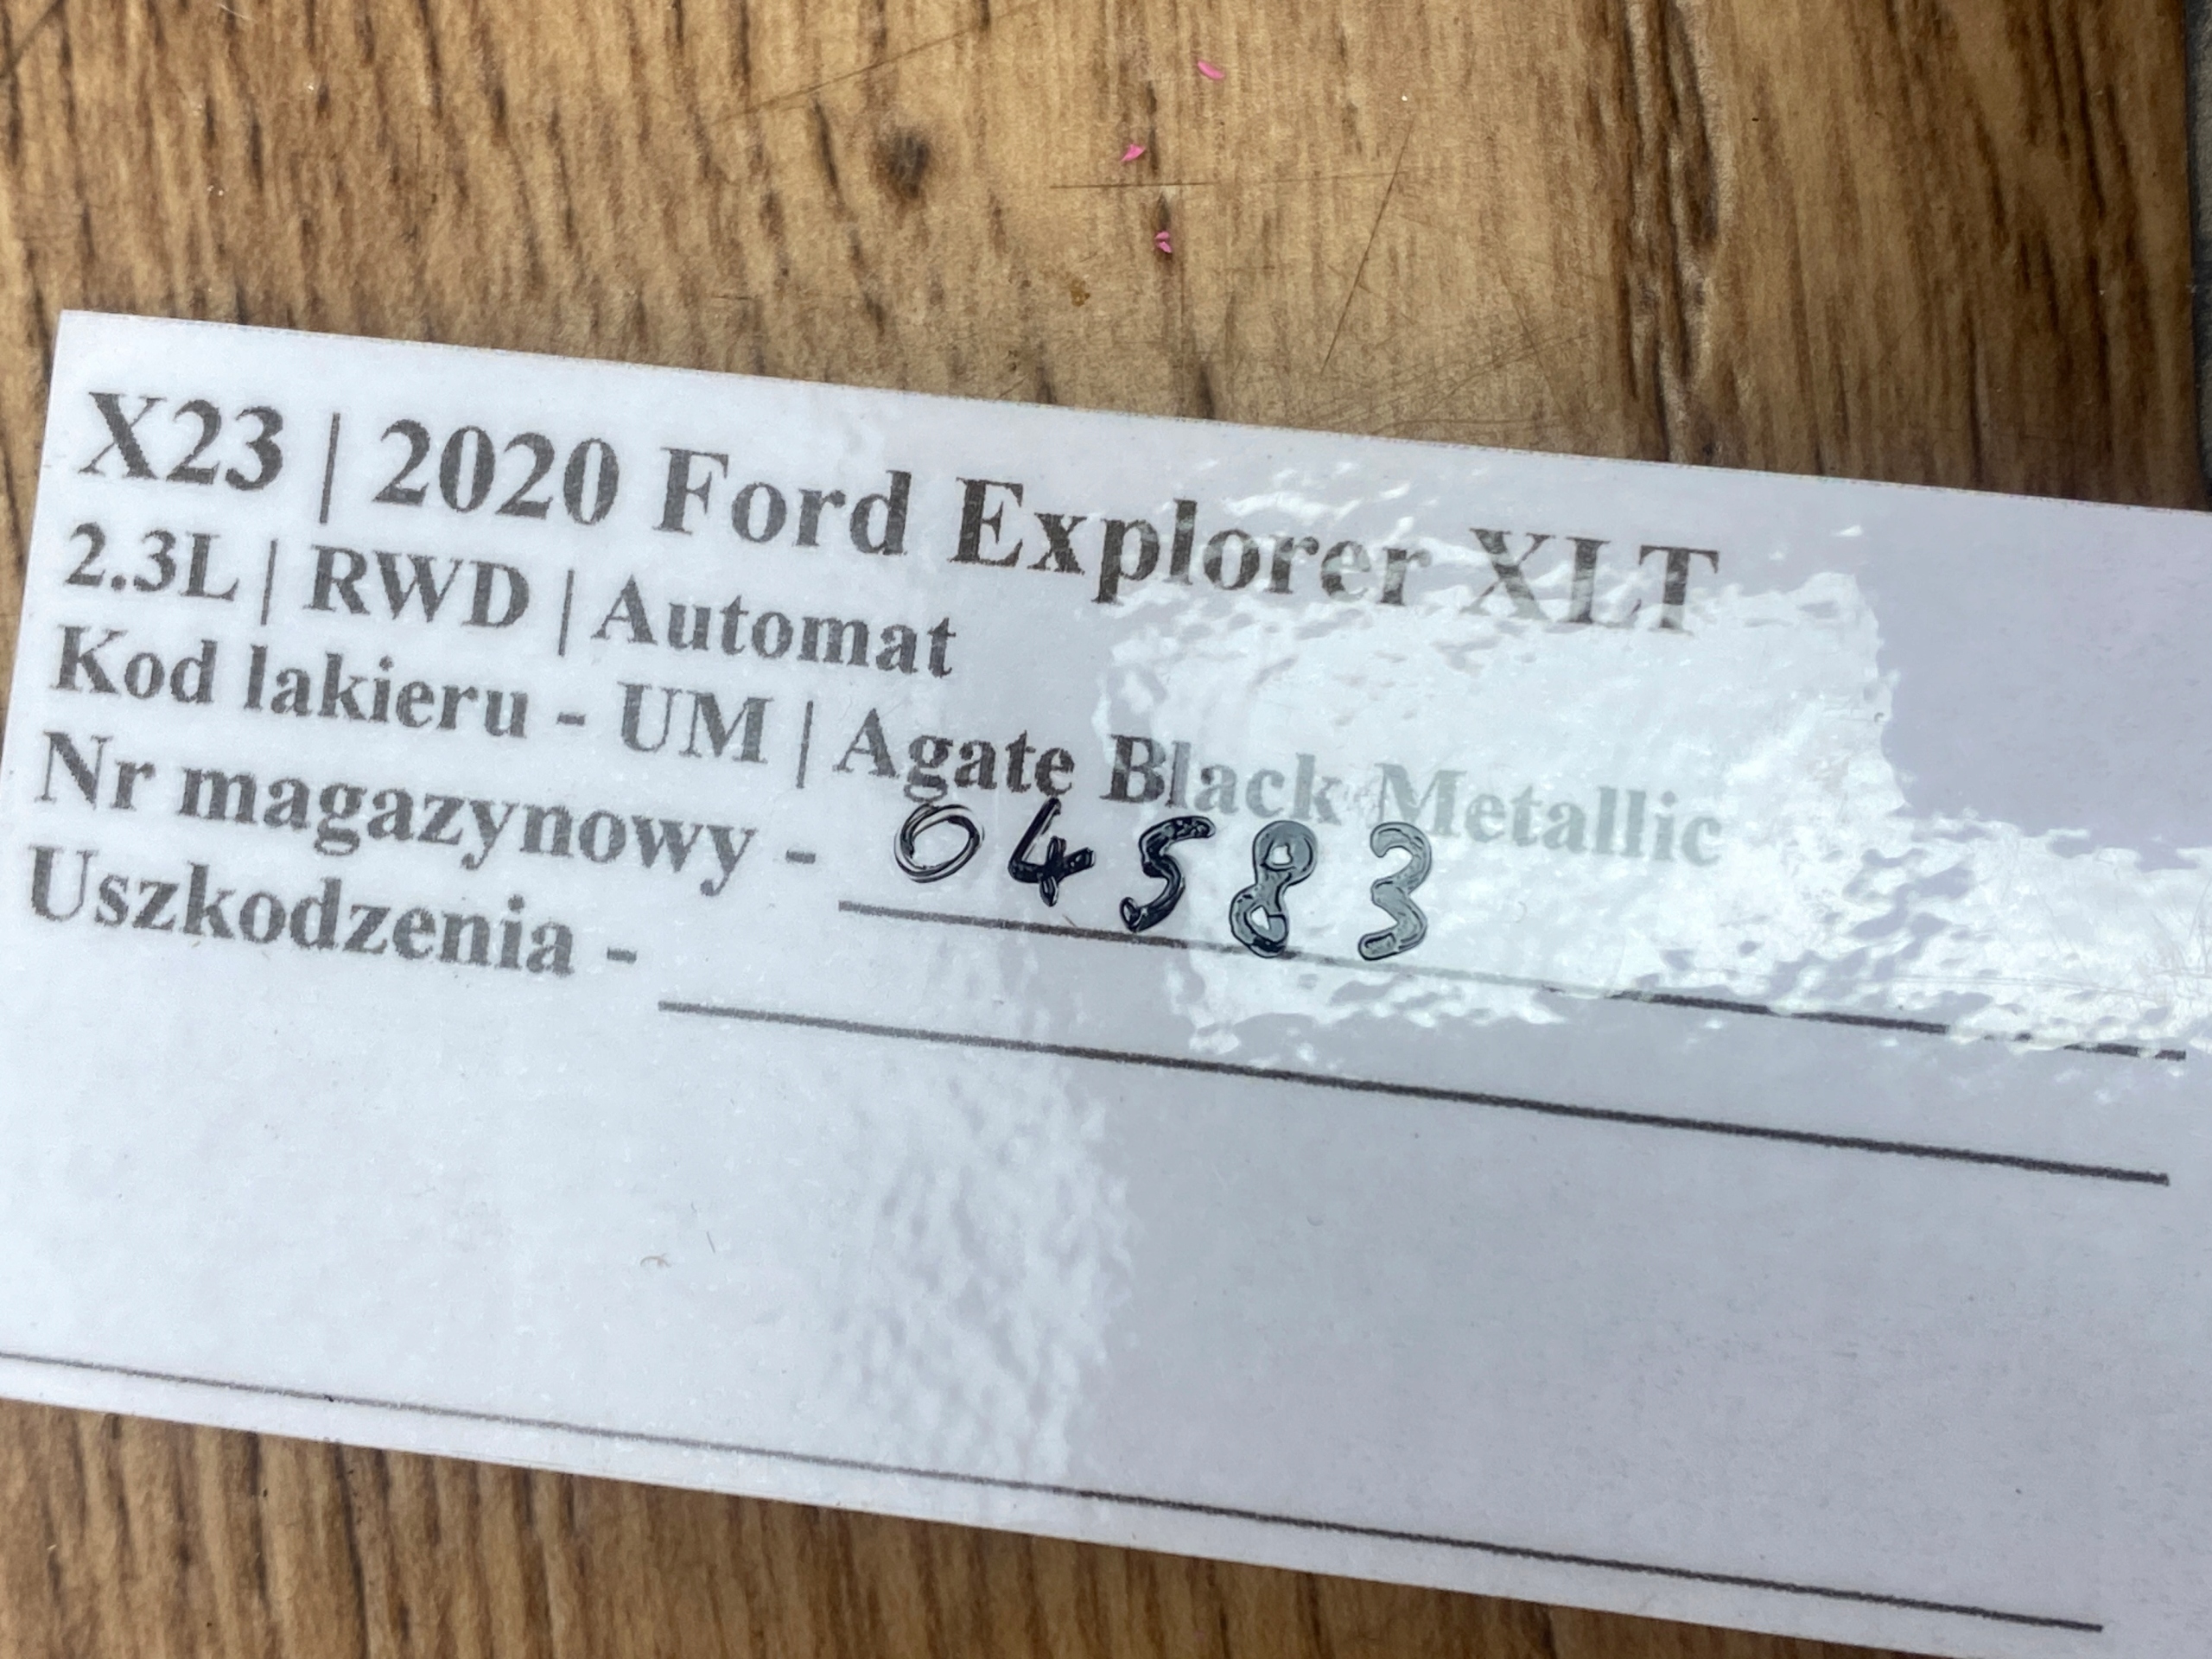 X23 | 2020 Ford Explorer XLT
2.3L | RWD | Automat
Kod lakieru - UM | Agate Black Metallic
Nr magazynowy - 04583
Uszkodzenia -